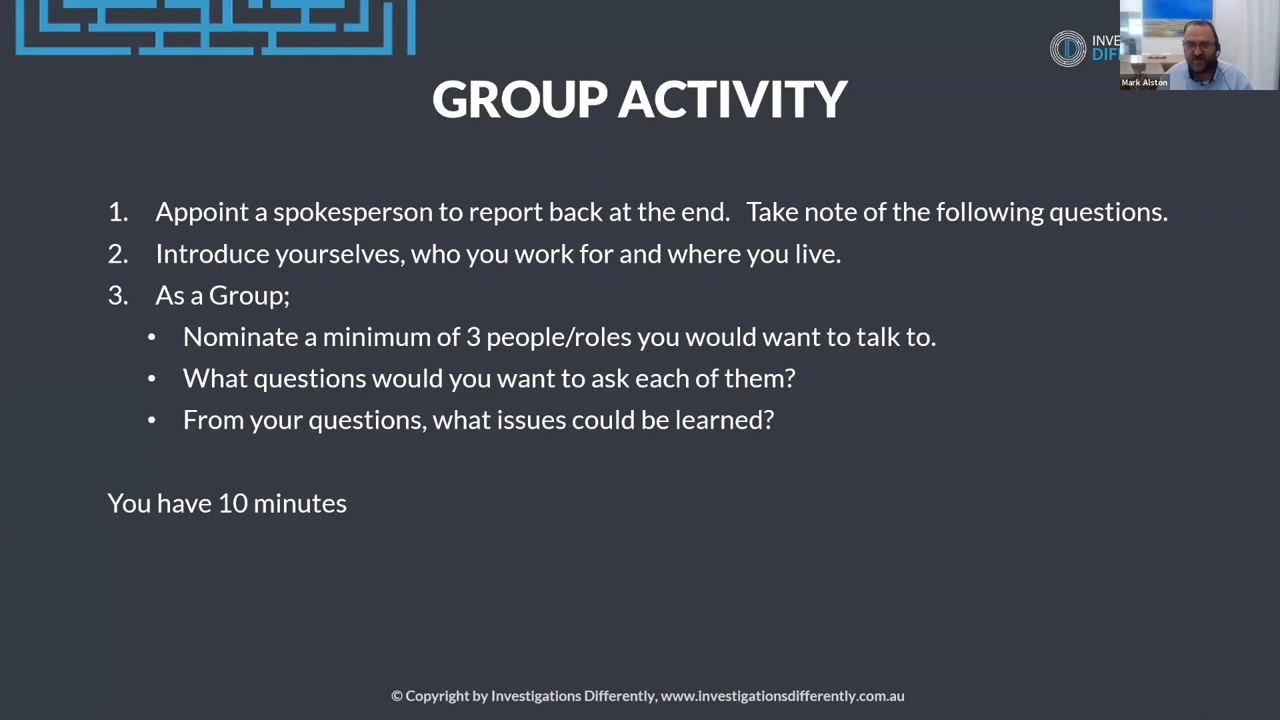 INVE
DIF
Mark Alston
GROUP ACTIVITY
1. Appoint a spokesperson to report back at the end. Take note of the following questions.
2. Introduce yourselves, who you work for and where you live.
3. As a Group;
• Nominate a minimum of 3 people/roles you would want to talk to.
• What questions would you want to ask each of them?
• From your questions, what issues could be learned?
You have 10 minutes
© Copyright by Investigations Differently, www.investigationsdifferently.com.au